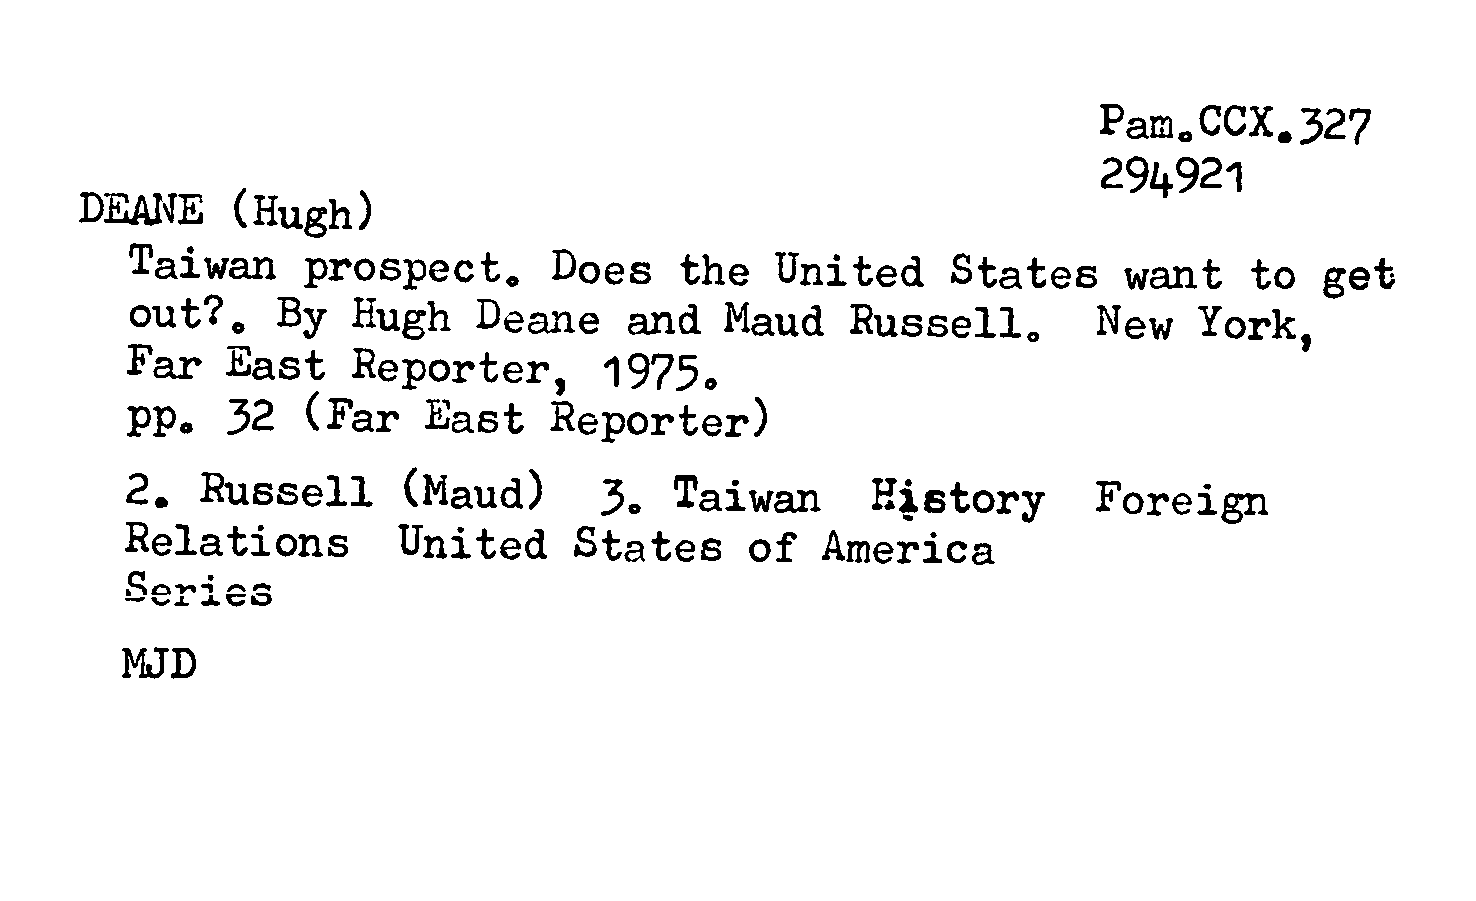 Pam.CCX.327
294921
DEANE (Hugh)
Taiwan prospect. Does the United States want to get
out?. By Hugh Deane and Maud Russell. New York,
Far East Reporter, 1975.
pp. 32 (Far East Reporter)
2. Russell (Maud) 3. Taiwan History Foreign
Relations United States of America
Series
MJD